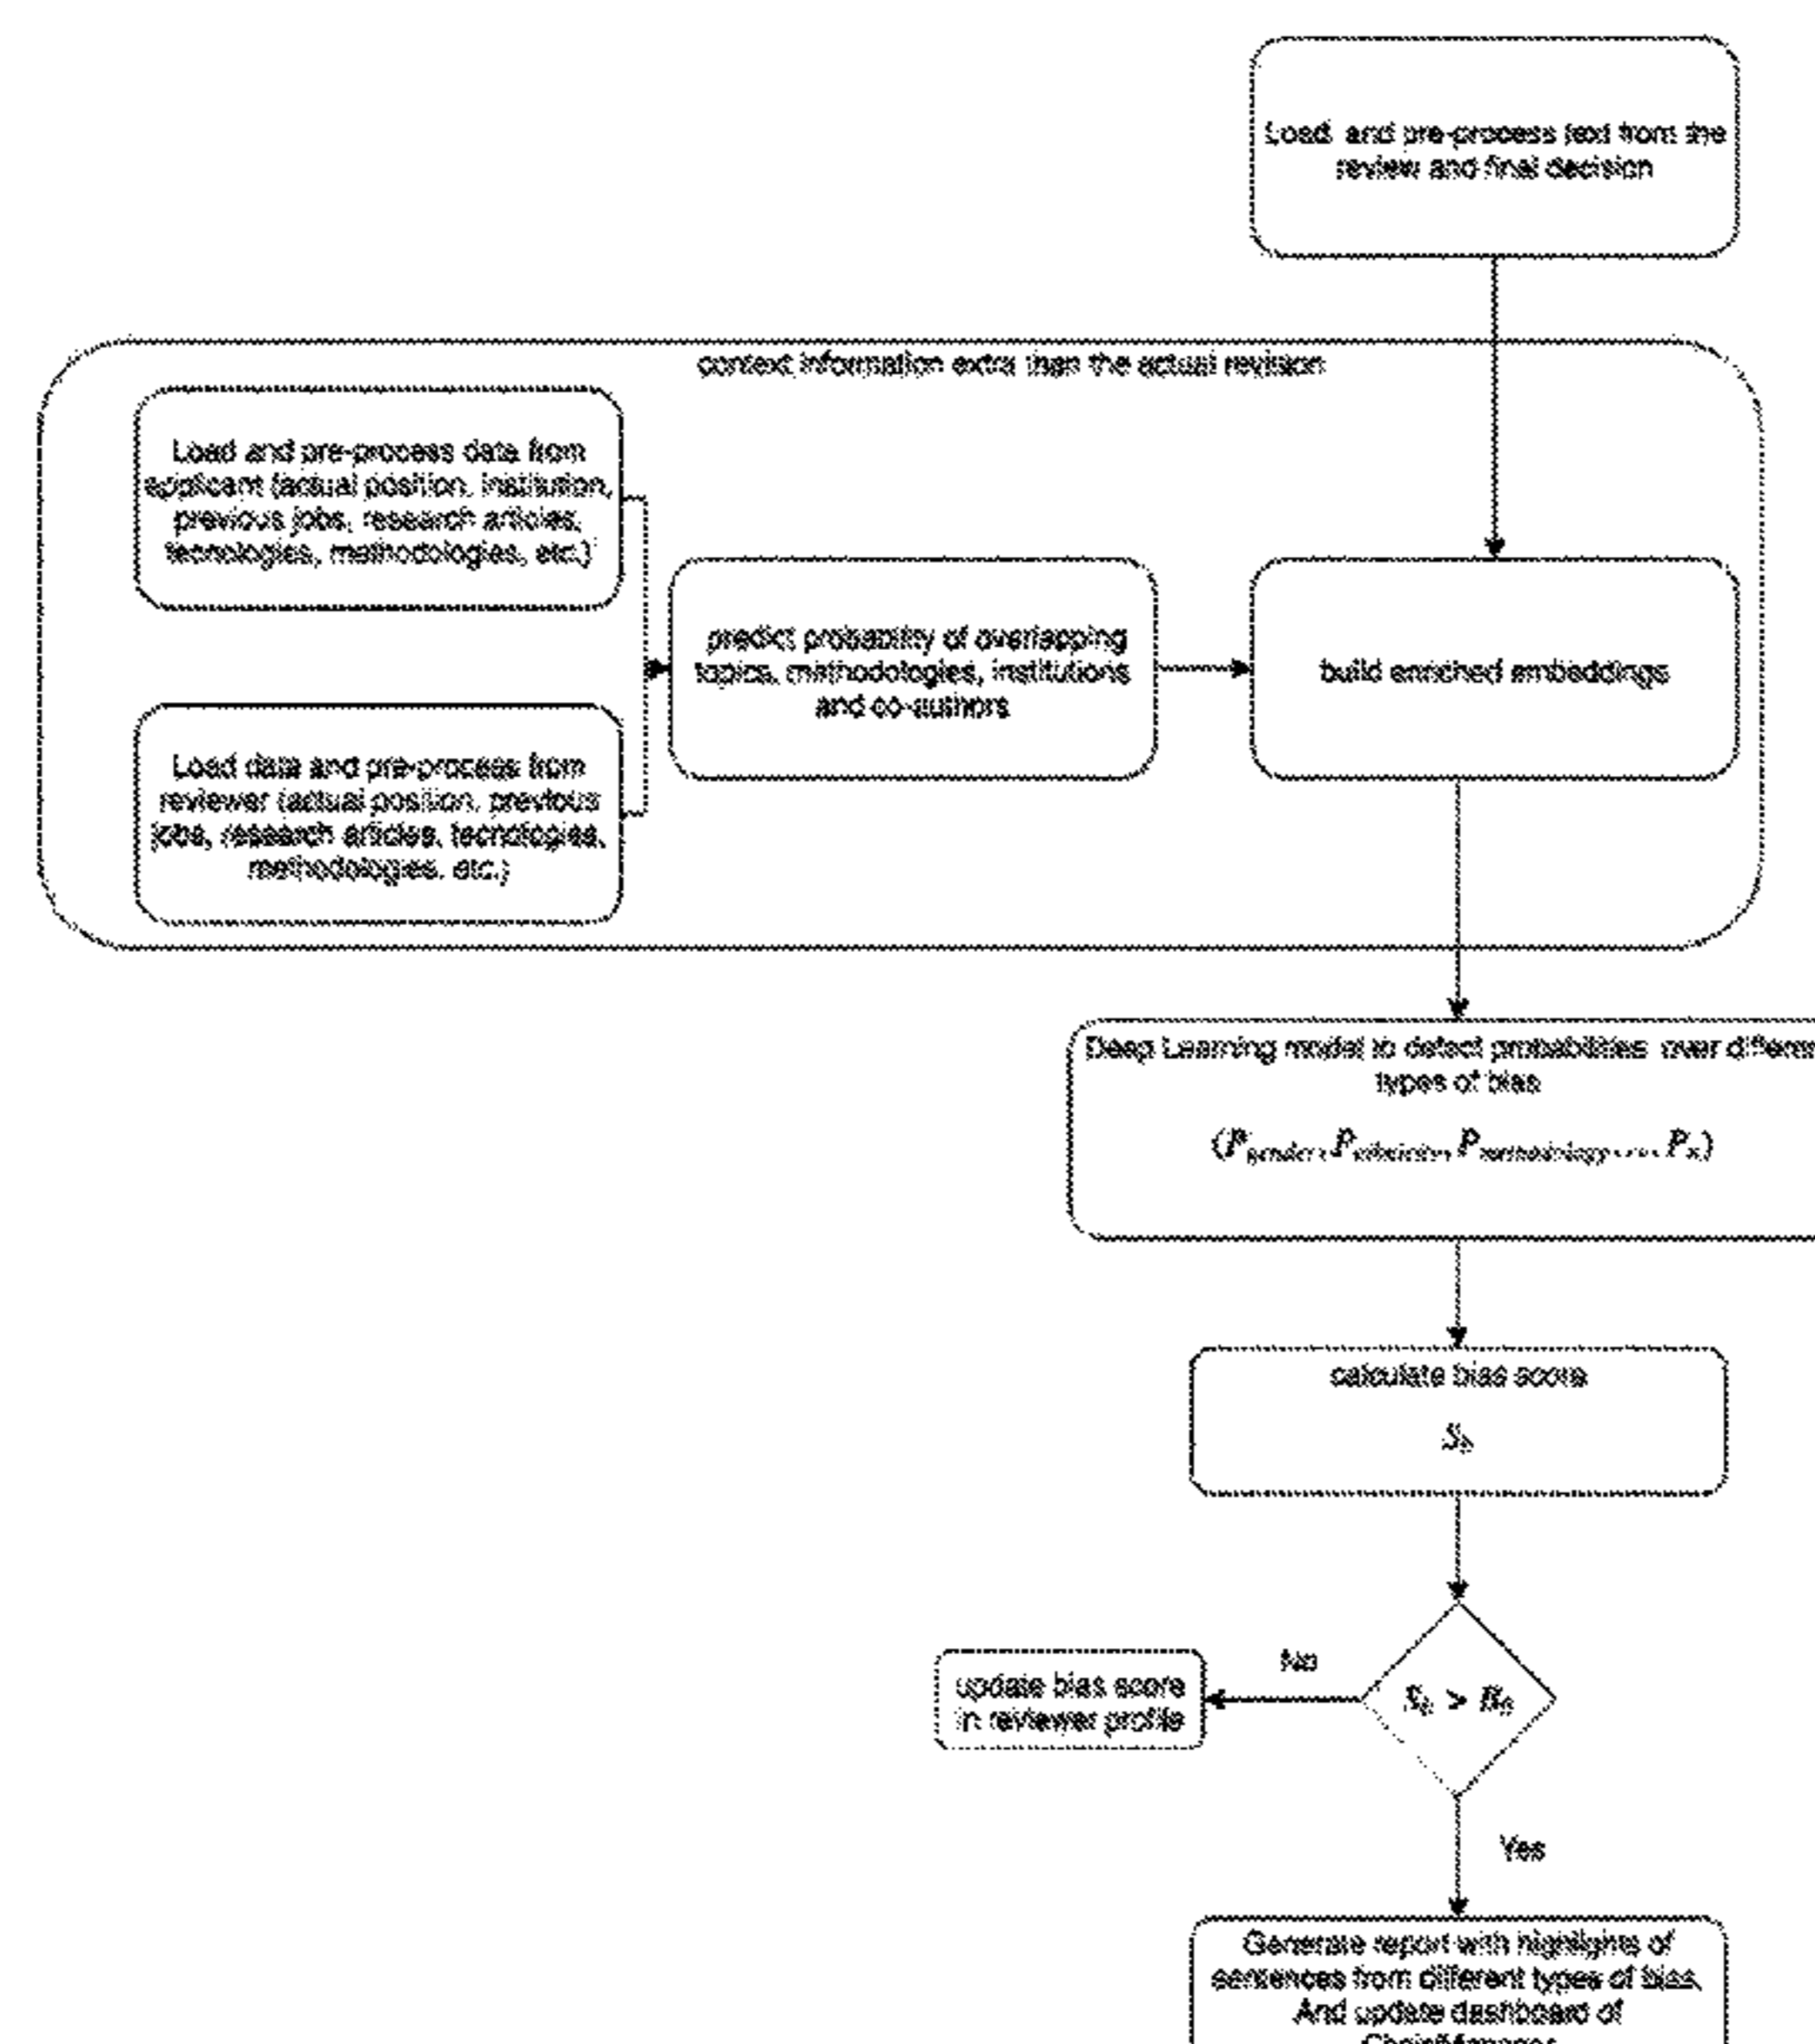 Load and pre-process text from the
review and final decision
context information extra than the actual revision
Load and pre-process data from
applicant (actual position, institution,
previous jobs, research articles,
tecnologies, methodologies, etc.)
predict probability of overlapping
topics, methodologies, institutions
and co-authors
build enriched embeddings
Load data and pre-process from
reviewer (actual position, previous
jobs, research articles, tecnologies,
methodologies, etc.)
Deep Learning model to detect probabilities over differen
types of bias
calculate bias score
S_b
No
update bias score
in reviewer profile
Yes
Generate report with highlights of
sentences from different types of bias.
And update dashboard of